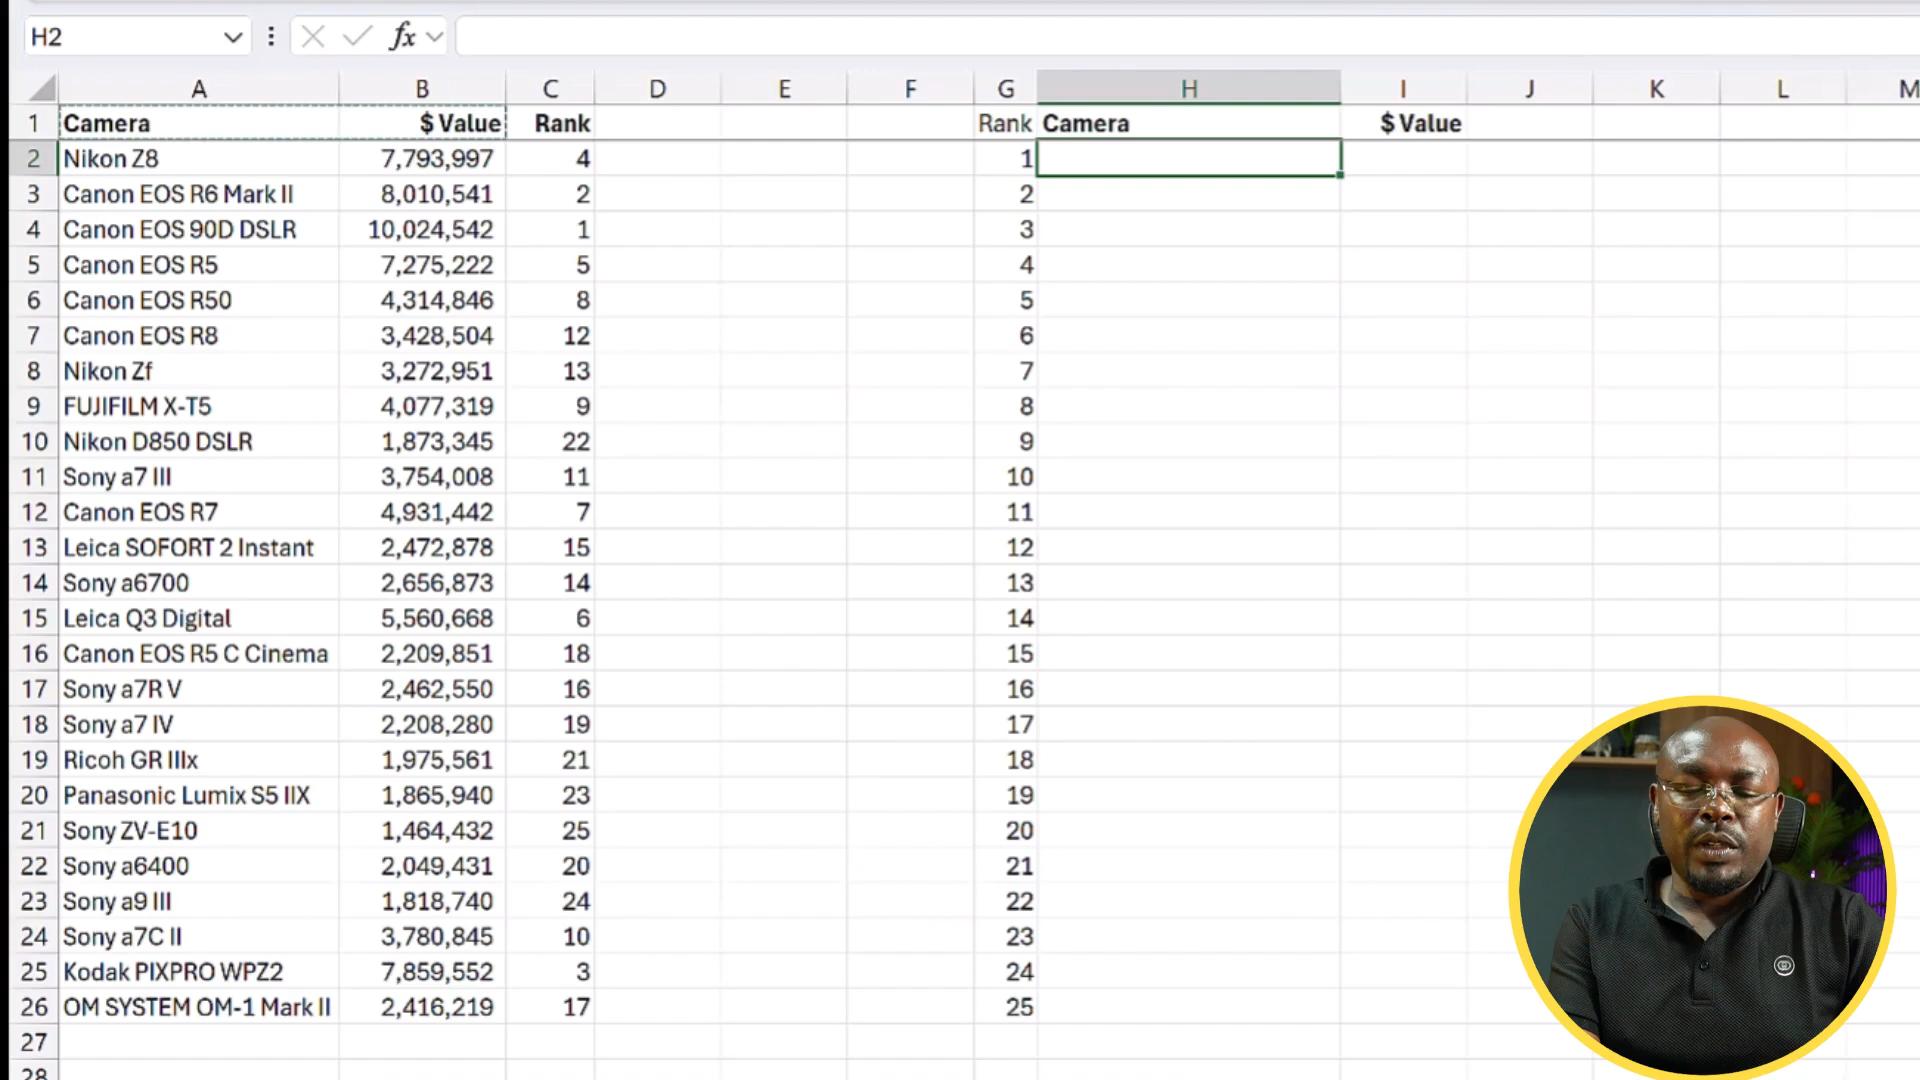 H2 fx
A B C D E F G H I J K L M
1 Camera $ Value Rank Rank Camera $ Value
2 Nikon Z8 7,793,997 4 1
3 Canon EOS R6 Mark II 8,010,541 2 2
4 Canon EOS 90D DSLR 10,024,542 1 3
5 Canon EOS R5 7,275,222 5 4
6 Canon EOS R50 4,314,846 8 5
7 Canon EOS R8 3,428,504 12 6
8 Nikon Zf 3,272,951 13 7
9 FUJIFILM X-T5 4,077,319 9 8
10 Nikon D850 DSLR 1,873,345 22 9
11 Sony a7 III 3,754,008 11 10
12 Canon EOS R7 4,931,442 7 11
13 Leica SOFORT 2 Instant 2,472,878 15 12
14 Sony a6700 2,656,873 14 13
15 Leica Q3 Digital 5,560,668 6 14
16 Canon EOS R5 C Cinema 2,209,851 18 15
17 Sony a7R V 2,462,550 16 16
18 Sony a7 IV 2,208,280 19 17
19 Ricoh GR IIIx 1,975,561 21 18
20 Panasonic Lumix S5 IIX 1,865,940 23 19
21 Sony ZV-E10 1,464,432 25 20
22 Sony a6400 2,049,431 20 21
23 Sony a9 III 1,818,740 24 22
24 Sony a7C II 3,780,845 10 23
25 Kodak PIXPRO WPZ2 7,859,552 3 24
26 OM SYSTEM OM-1 Mark II 2,416,219 17 25
27
28